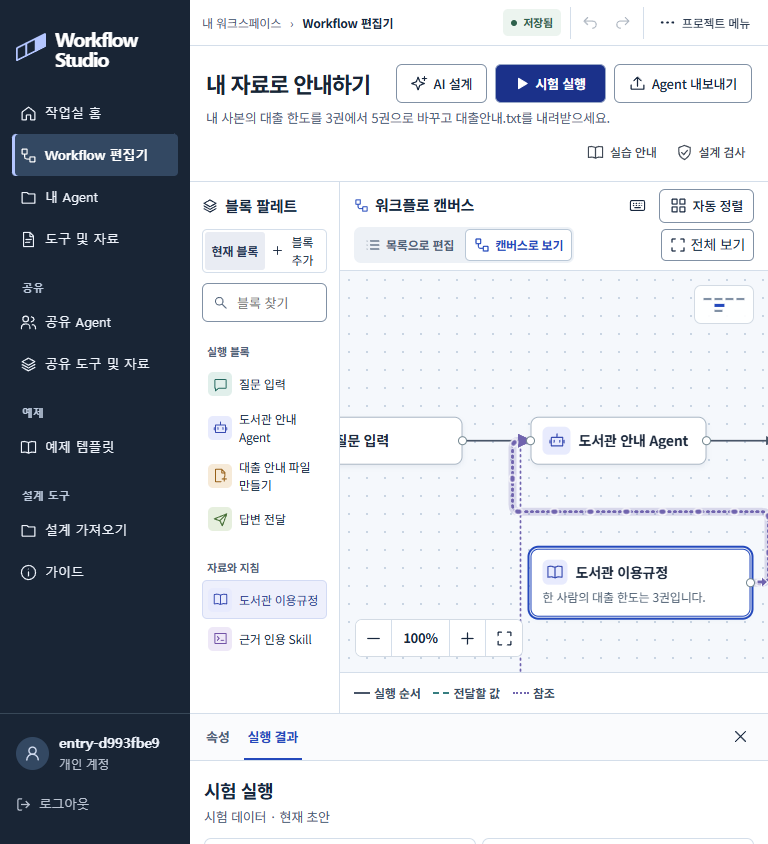 Workflow
Studio
작업실 홈
Workflow 편집기
내 Agent
도구 및 자료
공유
공유 Agent
공유 도구 및 자료
예제
예제 템플릿
설계 도구
설계 가져오기
가이드
entry-d993fbe9
개인 계정
로그아웃
내 워크스페이스 › Workflow 편집기
저장됨
프로젝트 메뉴
내 자료로 안내하기
AI 설계
시험 실행
Agent 내보내기
내 사본의 대출 한도를 3권에서 5권으로 바꾸고 대출안내.txt를 내려받으세요.
실습 안내
설계 검사
블록 팔레트
현재 블록
블록
추가
블록 찾기
실행 블록
질문 입력
도서관 안내
Agent
대출 안내 파일
만들기
답변 전달
자료와 지침
도서관 이용규정
근거 인용 Skill
워크플로 캔버스
자동 정렬
목록으로 편집
캔버스로 보기
전체 보기
질문 입력
도서관 안내 Agent
도서관 이용규정
한 사람의 대출 한도는 3권입니다.
100%
실행 순서
전달할 값
참조
속성
실행 결과
시험 실행
시험 데이터 · 현재 초안